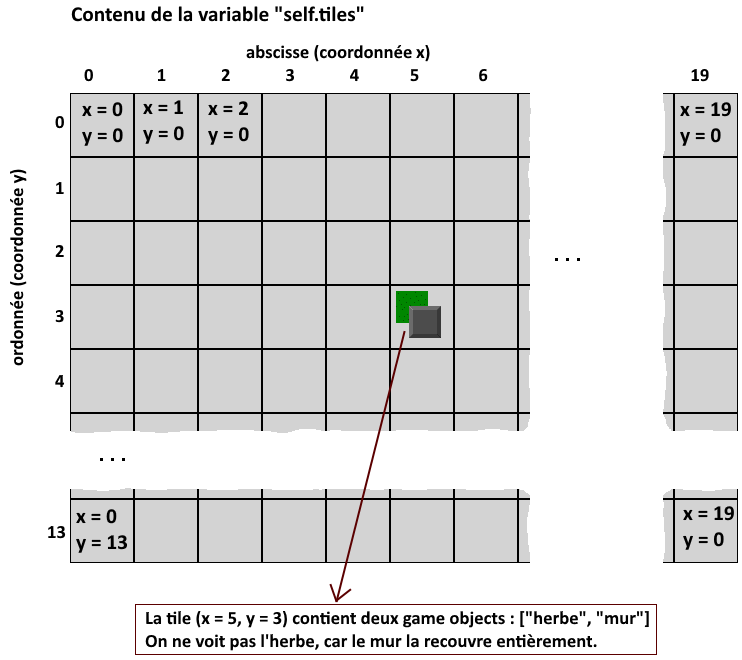 Contenu de la variable "self.tiles"
abscisse (coordonnée x)
0 1 2 3 4 5 6 19
ordonnée (coordonnée y)
0
x = 0
y = 0
x = 1
y = 0
x = 2
y = 0
x = 19
y = 0
1
2
. . .
3
4
. . .
13
x = 0
y = 13
x = 19
y = 0
La tile (x = 5, y = 3) contient deux game objects : ["herbe", "mur"]
On ne voit pas l'herbe, car le mur la recouvre entièrement.